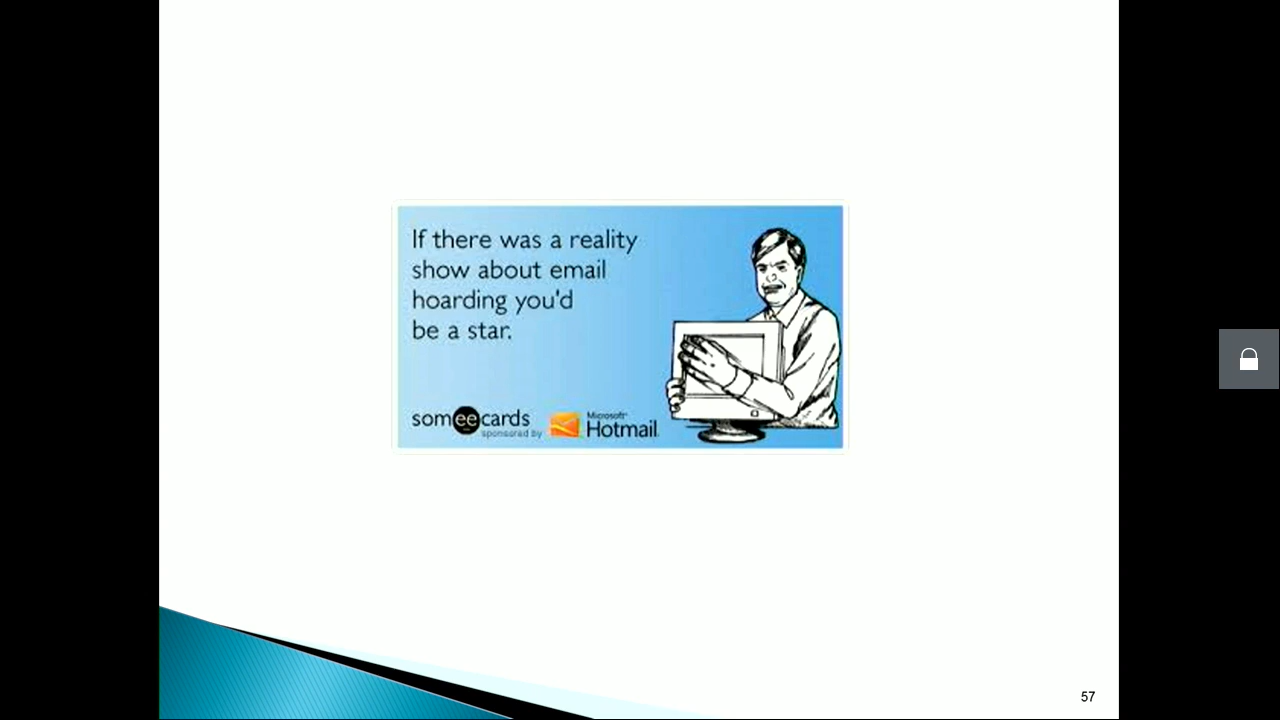 If there was a reality
show about email
hoarding you'd
be a star.
someecards
sponsored by
Microsoft
Hotmail
57